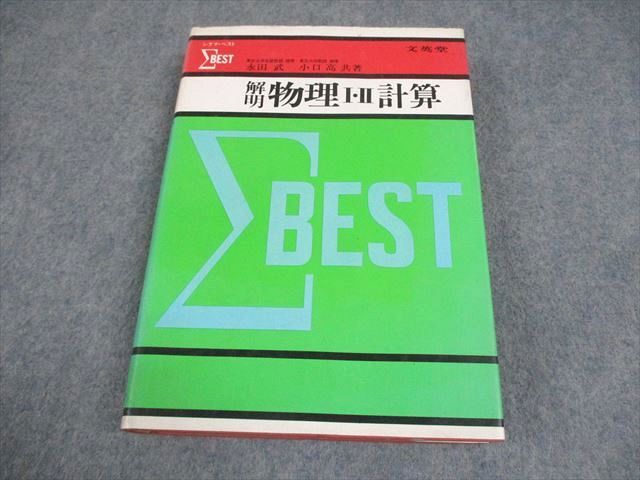 シグマ・ベスト
ΣBEST
文英堂
永田 武 小口 高 共著
解明 物理I・II計算
ΣBEST